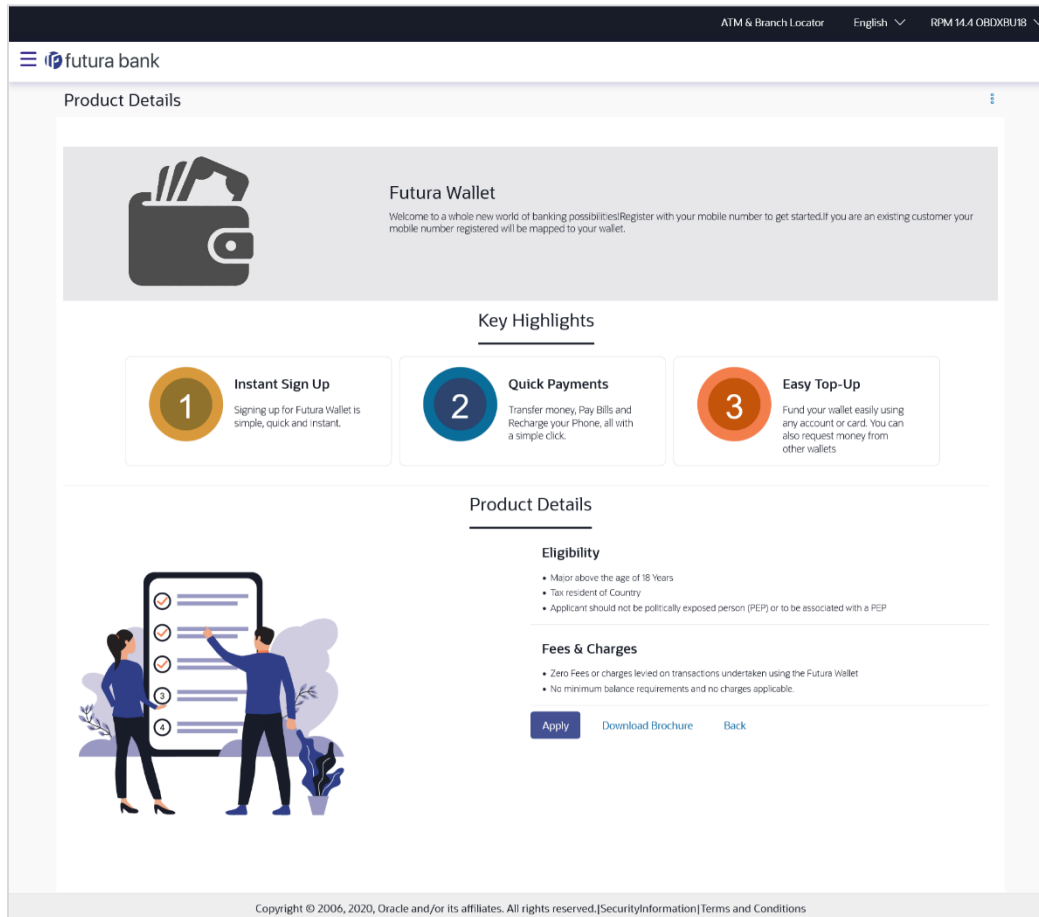 ATM & Branch Locator English RPM 14.4 OBDXBU18
futura bank
Product Details
Futura Wallet
Welcome to a whole new world of banking possibilities!Register with your mobile number to get started.If you are an existing customer your
mobile number registered will be mapped to your wallet.
Key Highlights
1
Instant Sign Up
Signing up for Futura Wallet is
simple, quick and instant.
2
Quick Payments
Transfer money, Pay Bills and
Recharge your Phone, all with
a simple click.
3
Easy Top-Up
Fund your wallet easily using
any account or card. You can
also request money from
other wallets
Product Details
3
4
Eligibility
• Major above the age of 18 Years
• Tax resident of Country
• Applicant should not be politically exposed person (PEP) or to be associated with a PEP
Fees & Charges
• Zero Fees or charges levied on transactions undertaken using the Futura Wallet
• No minimum balance requirements and no charges applicable.
Apply Download Brochure Back
Copyright © 2006, 2020, Oracle and/or its affiliates. All rights reserved.|SecurityInformation|Terms and Conditions